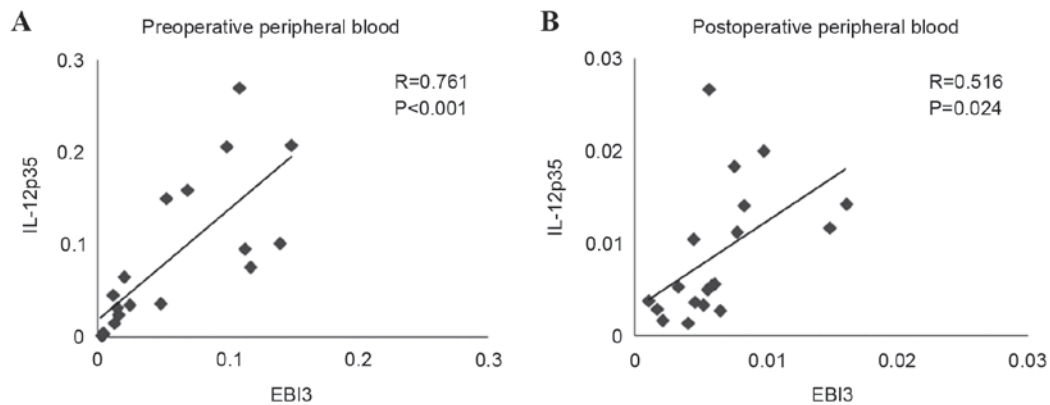 A
Preoperative peripheral blood
0.3
0.2
0.1
0
IL-12p35
R=0.761
P<0.001
0
0.1
0.2
0.3
EBI3
B
Postoperative peripheral blood
0.03
0.02
0.01
0
IL-12p35
R=0.516
P=0.024
0
0.01
0.02
0.03
EBI3